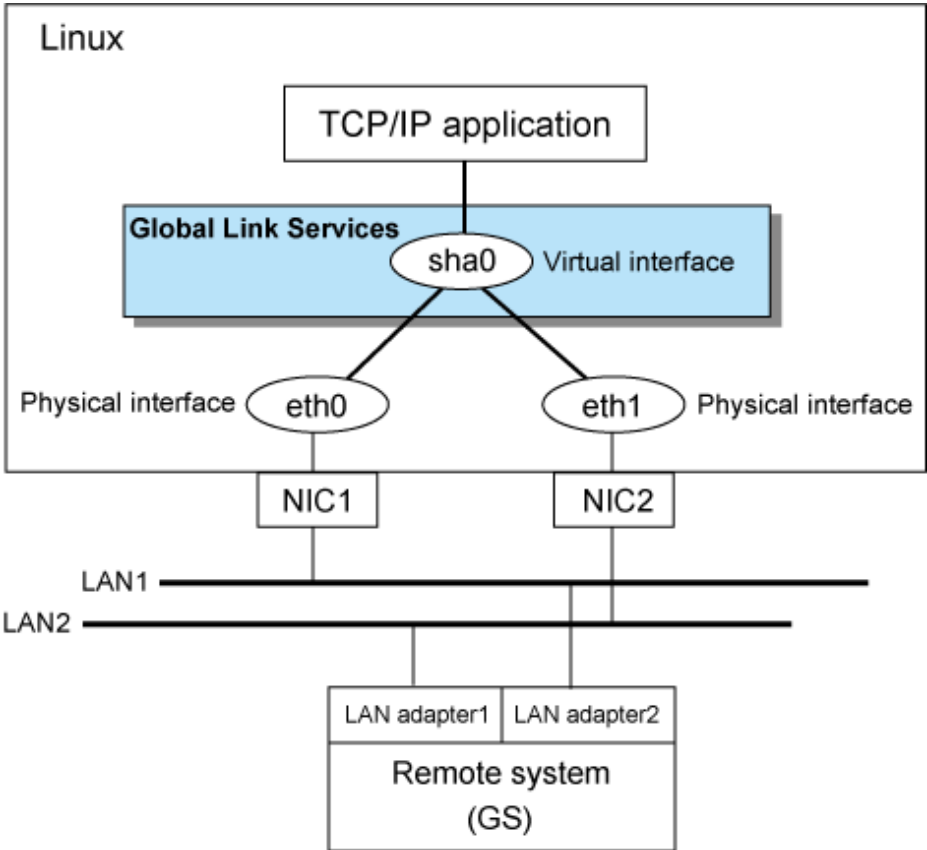 Linux
TCP/IP application
Global Link Services
sha0 Virtual interface
Physical interface eth0 eth1 Physical interface
NIC1 NIC2
LAN1
LAN2
LAN adapter1 LAN adapter2
Remote system
(GS)